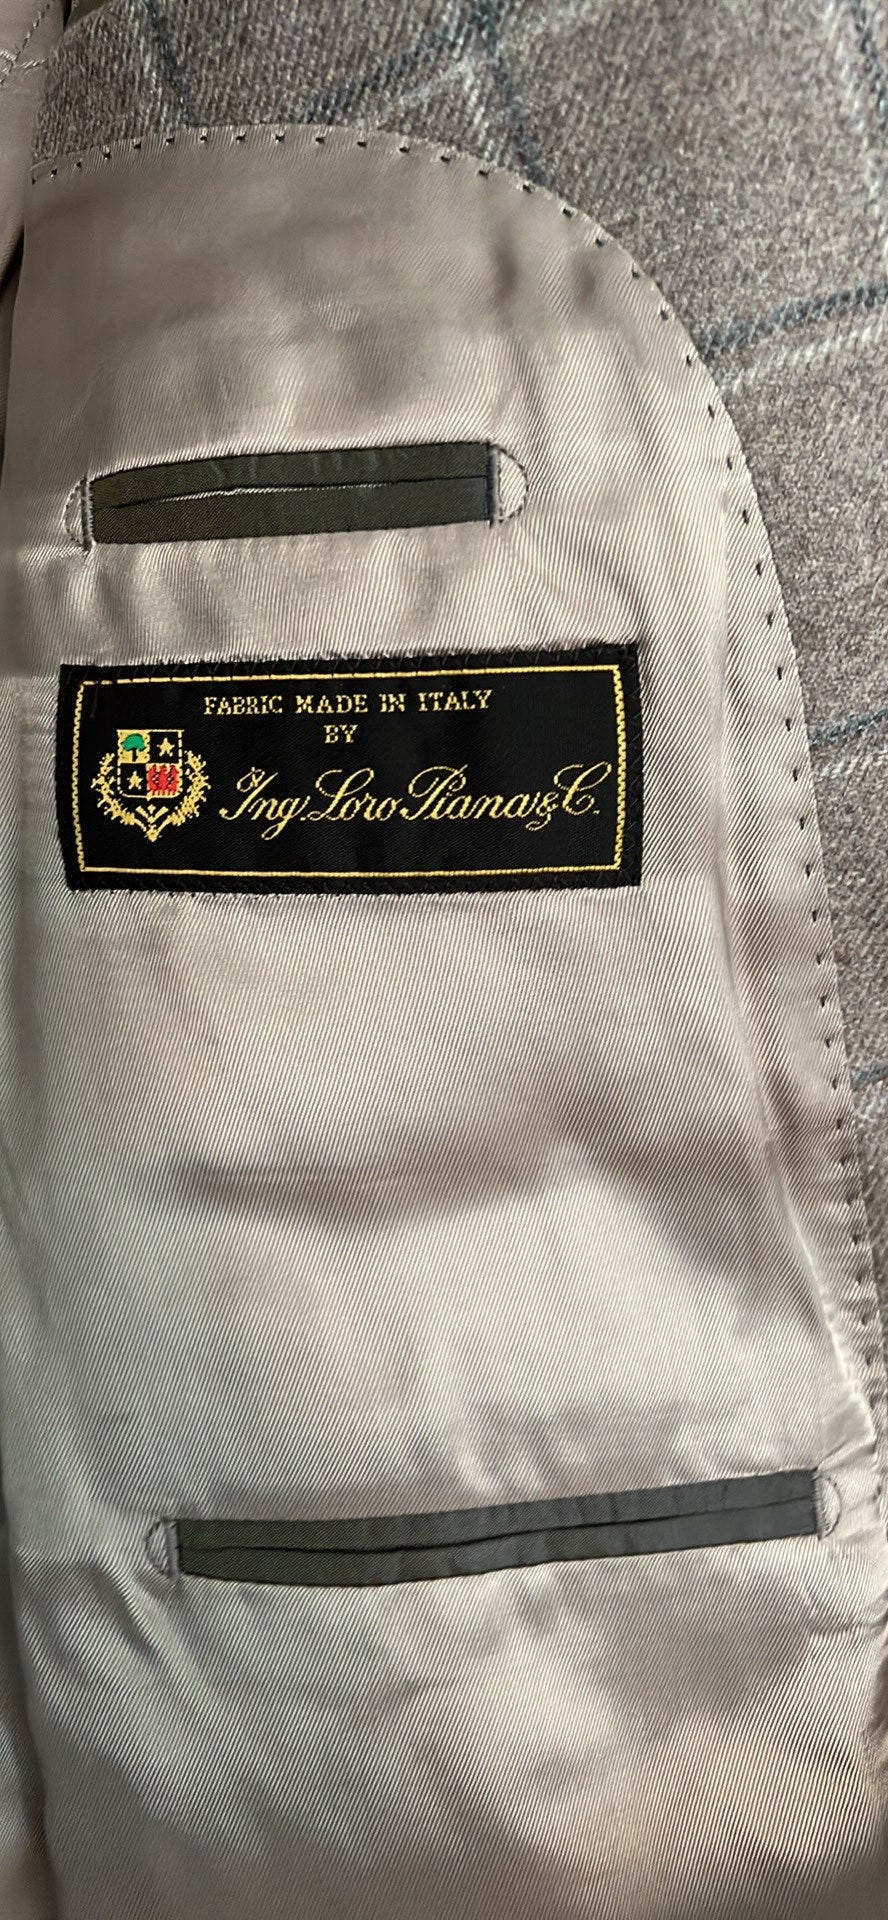 FABRIC MADE IN ITALY
BY
Ing. Loro Piana & C.